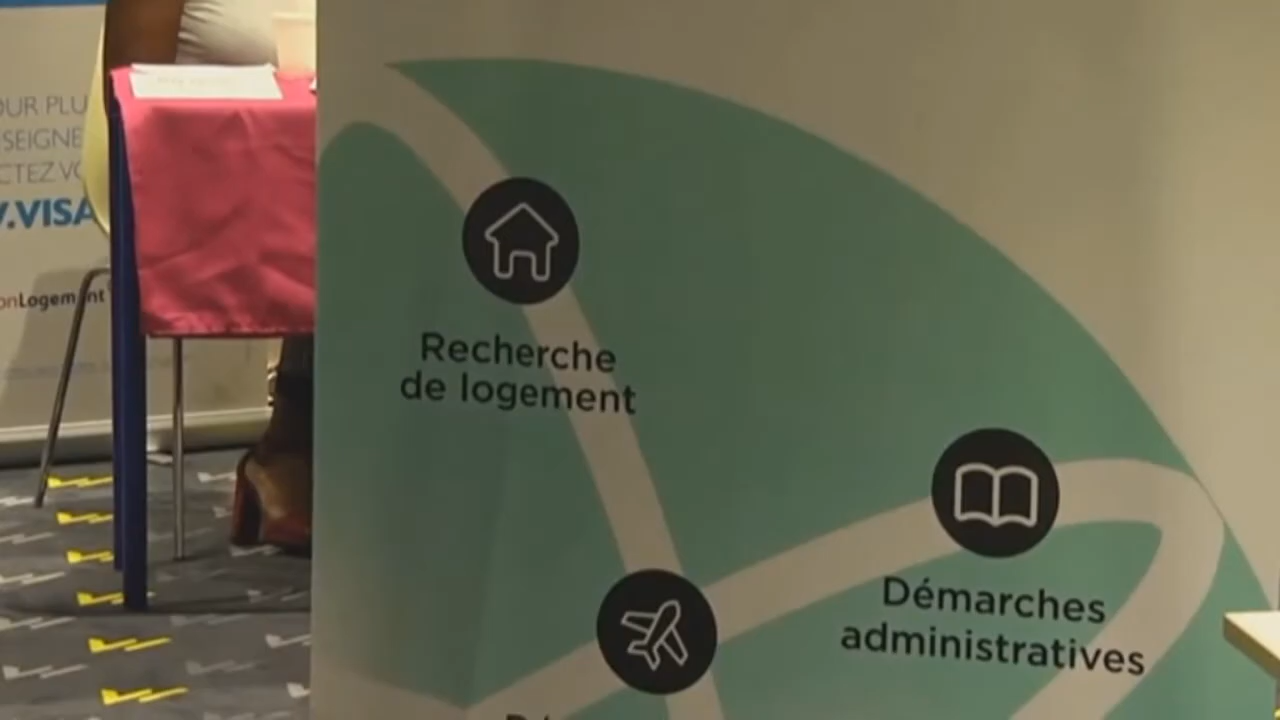 OUR PLU
SEIGNE
CTEZ VO
V.VISA
onLogement
Recherche
de logement
Démarches
administratives